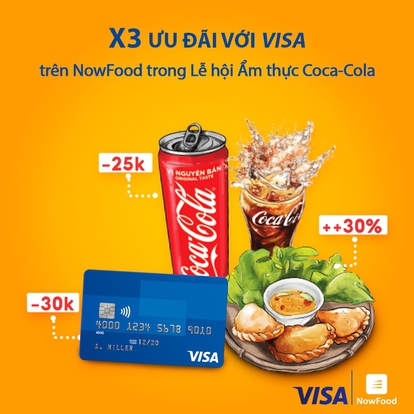 X3 ƯU ĐÃI VỚI VISA
trên NowFood trong Lễ hội Ẩm thực Coca-Cola
-25k
NGUYÊN BẢN
ORIGINAL TASTE
Coca-Cola
Coca-Cola
++30%
-30k
4000 1234 5678 9010
12/20
A. MILLER
VISA
VISA
NowFood